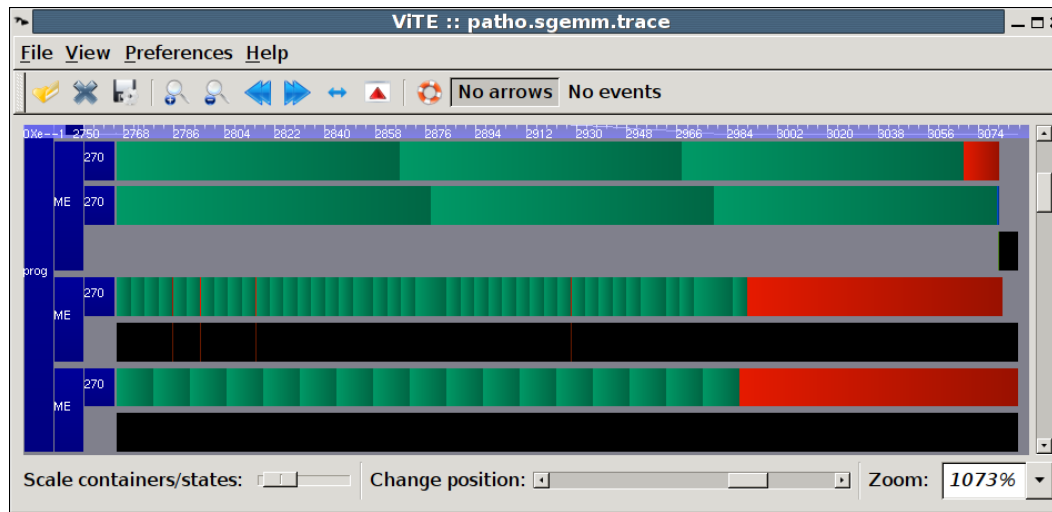 ViTE :: patho.sgemm.trace
File View Preferences Help
No arrows No events
0Xe--1 2750 2768 2786 2804 2822 2840 2858 2876 2894 2912 2930 2948 2966 2984 3002 3020 3038 3056 3074
270
ME 270
prog
270
ME
270
ME
Scale containers/states: Change position: Zoom: 1073%